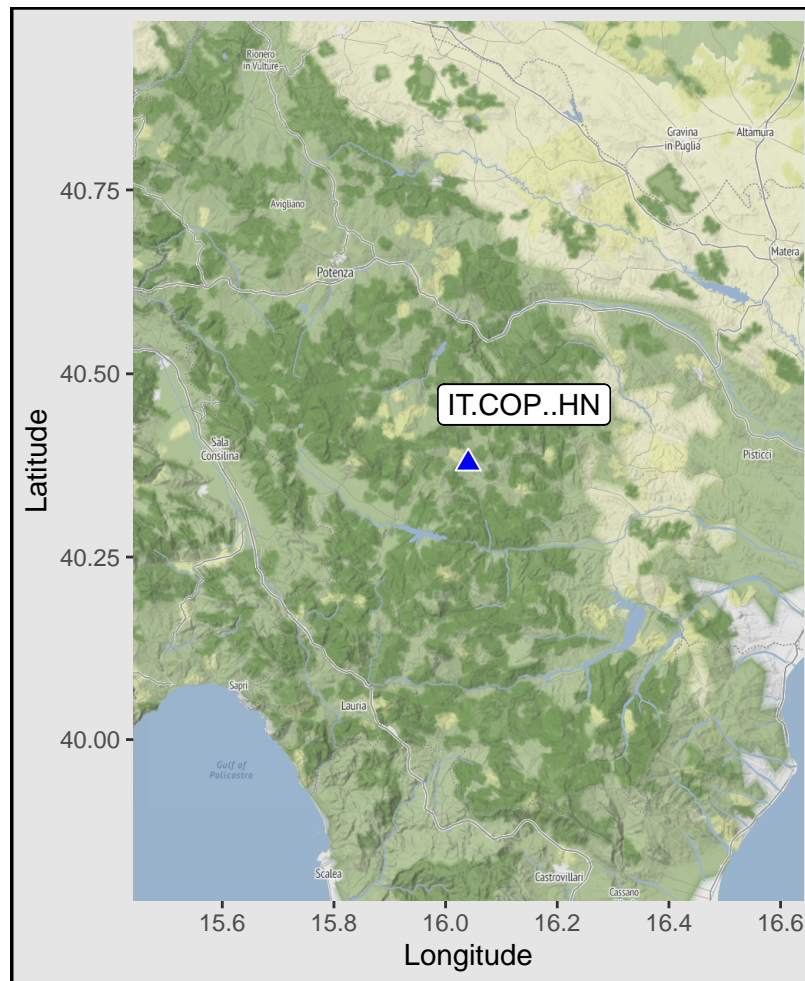 Rionero
in Vulture
Gravina
in Puglia
Altamura
40.75
Avigliano
Matera
Potenza
40.50
IT.COP..HN
Sala
Consilina
Pisticci
Latitude
40.25
Sapri
Lauria
40.00
Gulf of
Policastro
Scalea
Castrovillari
Cassano
15.6
15.8
16.0
16.2
16.4
16.6
Longitude